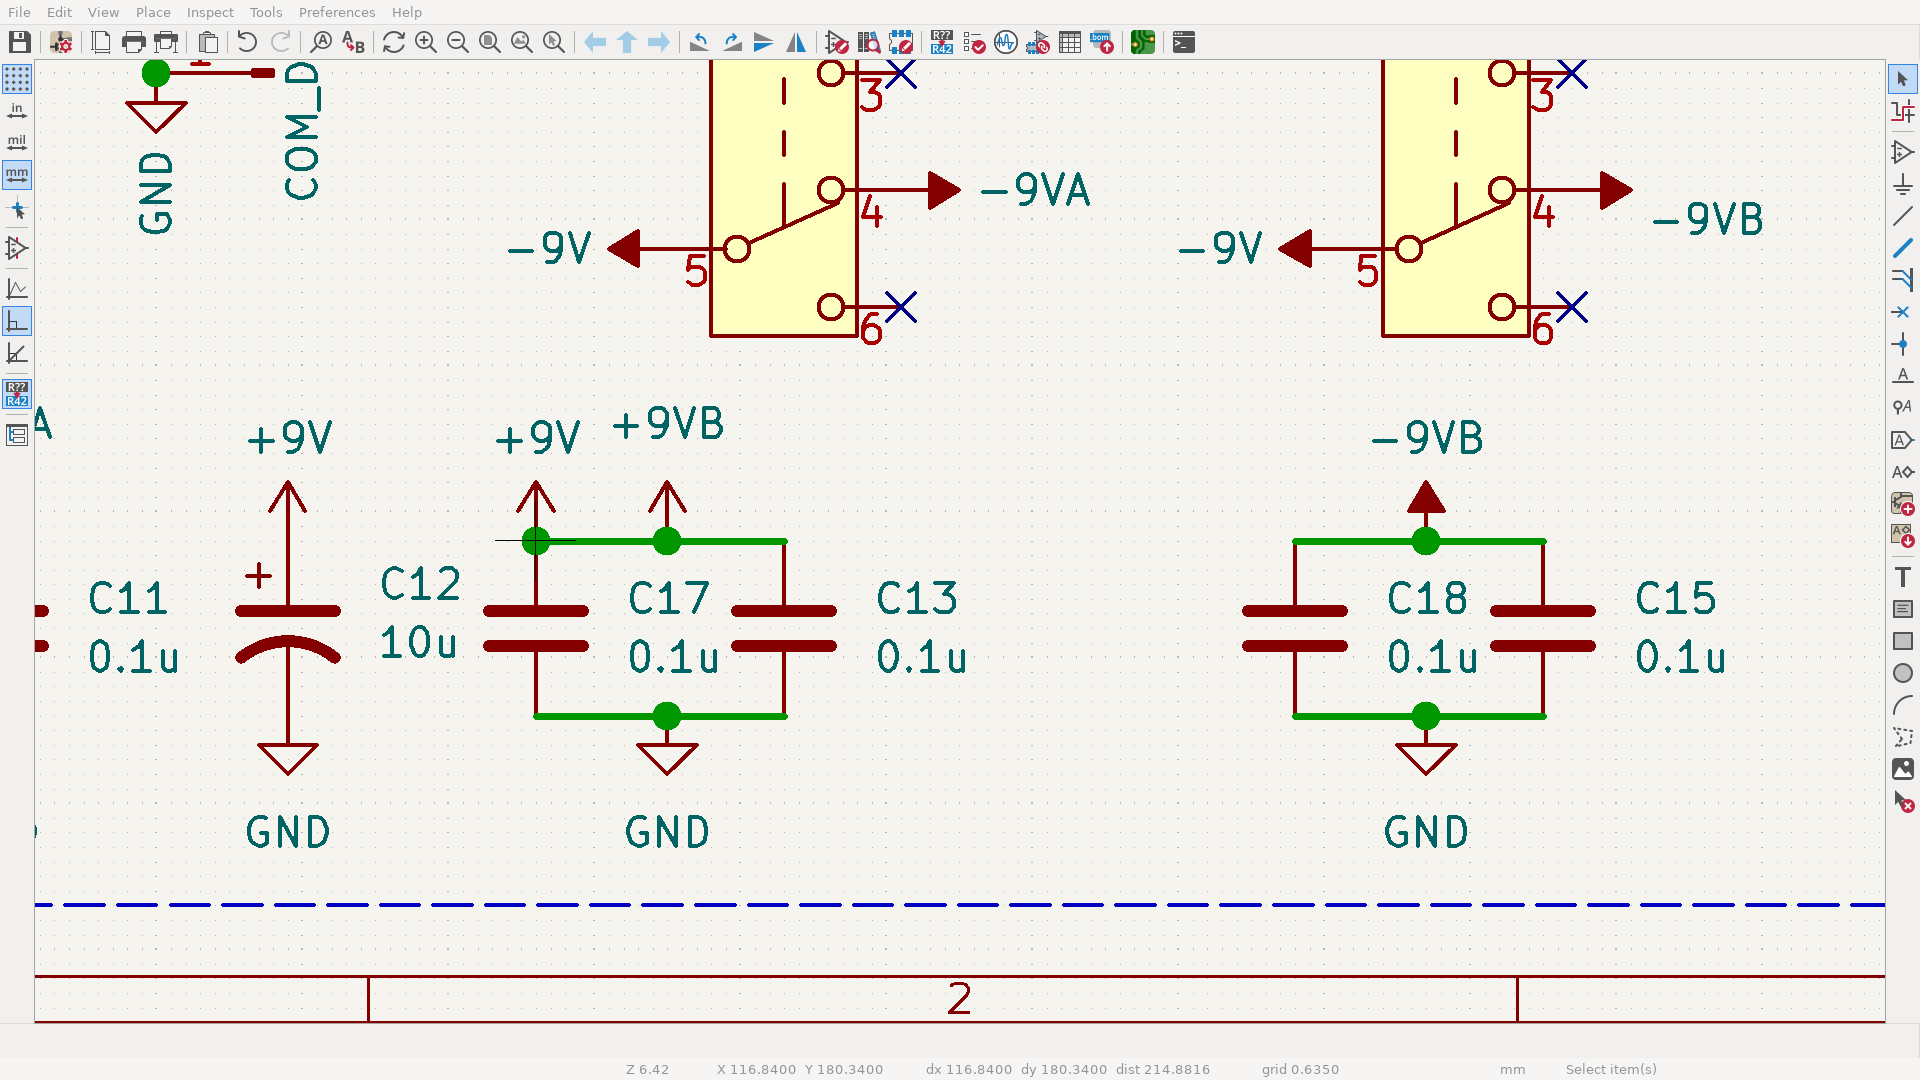 File Edit View Place Inspect Tools Preferences Help
R??
R42
bom
in
mil
mm
R??
R42
GND
COM_D
3
4
-9VA
-9V
5
6
3
4
-9VB
-9V
5
6
A
+9V
+9V
+9VB
-9VB
+
C11
0.1u
C12
10u
C17
0.1u
C13
0.1u
C18
0.1u
C15
0.1u
GND
GND
GND
2
Z 6.42 X 116.8400 Y 180.3400 dx 116.8400 dy 180.3400 dist 214.8816 grid 0.6350 mm Select item(s)